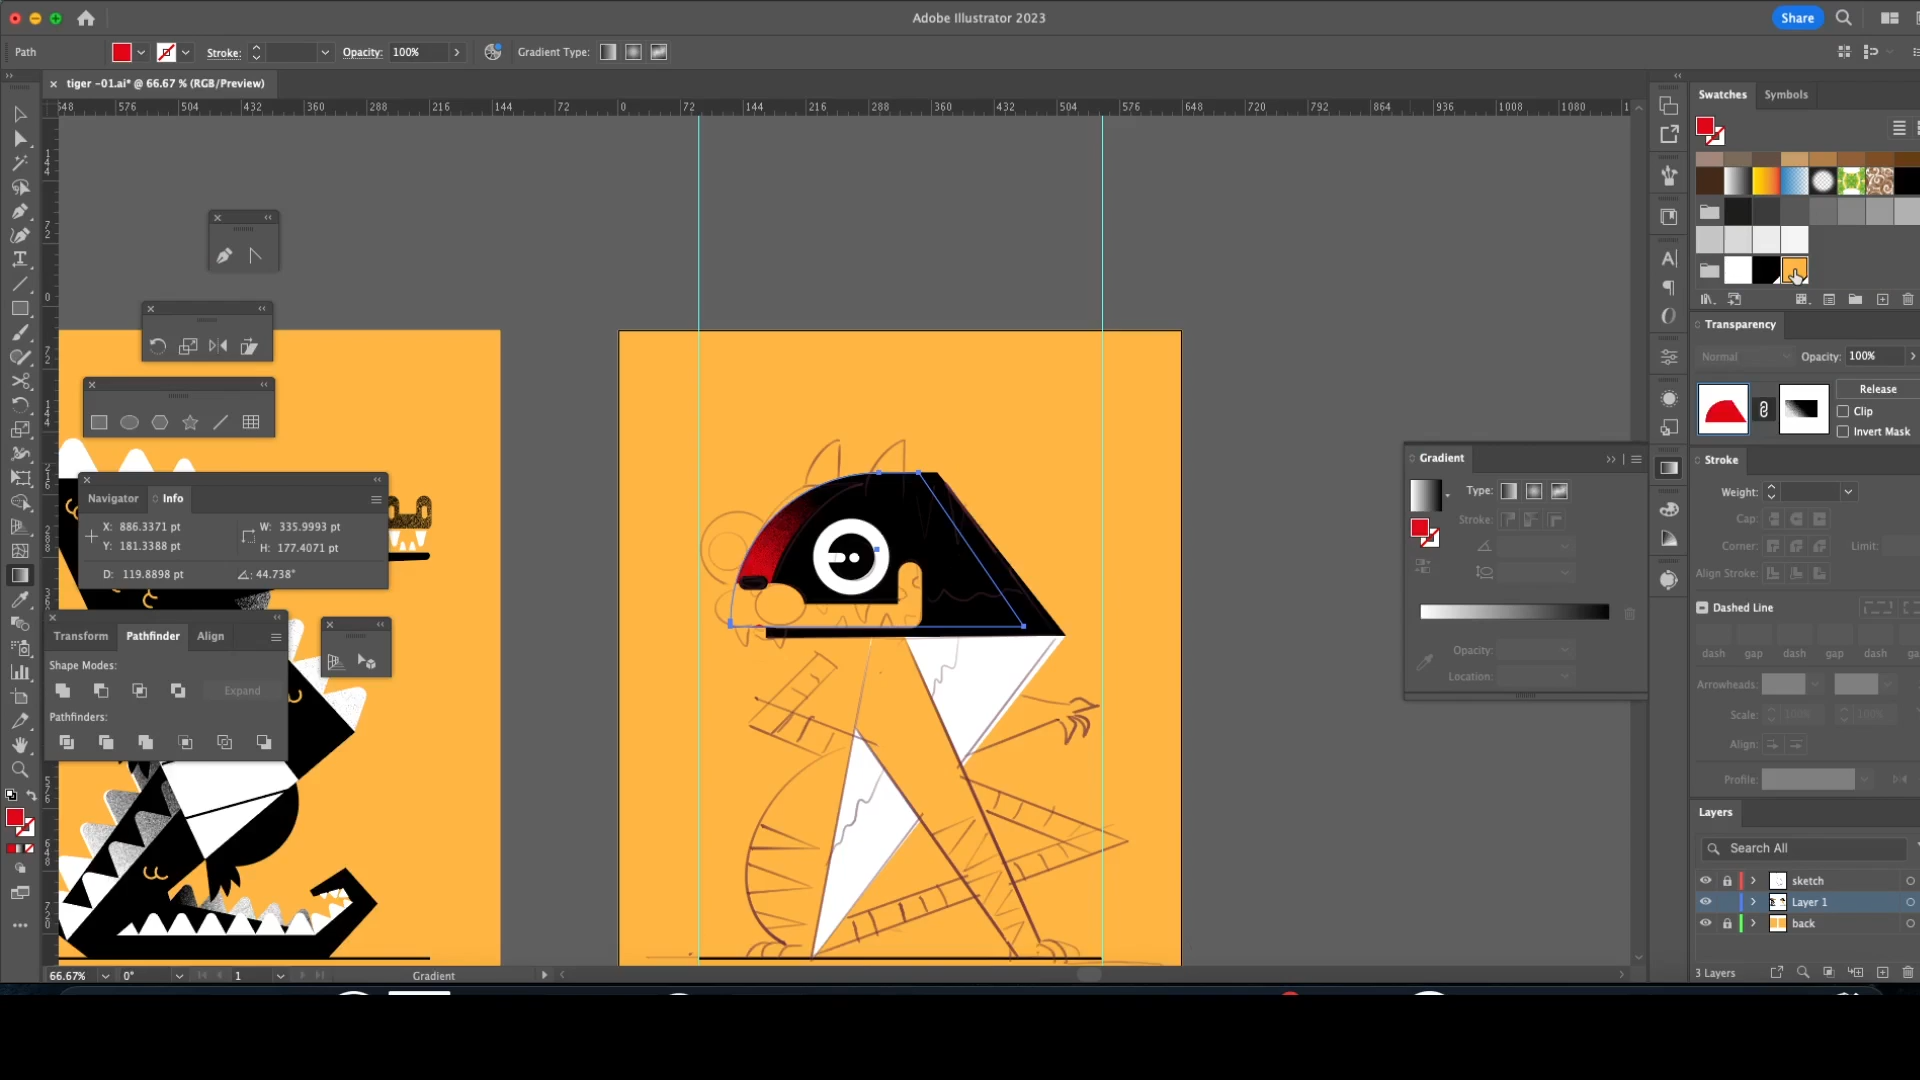 Adobe Illustrator 2023
Share
Path
Stroke:
Opacity:
100%
Gradient Type:
tiger -01.ai* @ 66.67 % (RGB/Preview)
648 576 504 432 360 288 216 144 72 0 72 144 216 288 360 432 504 576 648 720 792 864 936 1008 1080
Swatches
Symbols
Transparency
Normal
Opacity:
100%
Release
Clip
Invert Mask
Stroke
Weight:
Cap:
Corner:
Limit:
Align Stroke:
Dashed Line
dash gap dash gap dash
Arrowheads:
Scale:
100%
100%
Align:
Profile:
Layers
Search All
sketch
Layer 1
back
3 Layers
Gradient
Type:
Stroke:
Opacity:
Location:
Navigator
Info
X: 886.3371 pt
Y: 181.3388 pt
W: 335.9993 pt
H: 177.4071 pt
D: 119.8898 pt
44.738°
Transform
Pathfinder
Align
Shape Modes:
Expand
Pathfinders:
66.67%
0°
1
Gradient